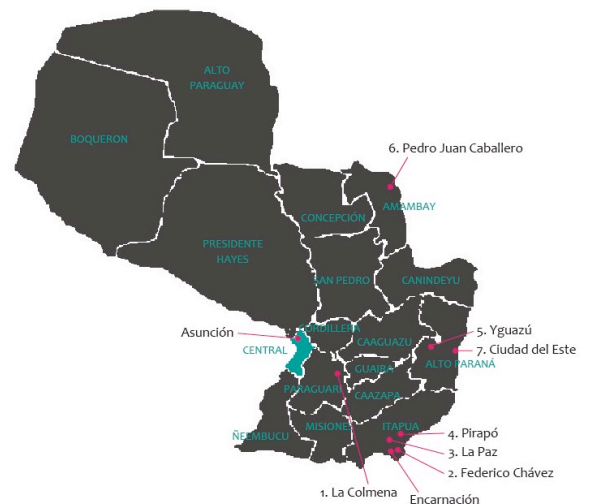 ALTO
PARAGUAY
BOQUERON
6. Pedro Juan Caballero
AMAMBAY
CONCEPCIÓN
PRESIDENTE
HAYES
SAN PEDRO
CANINDEYU
Asunción
CORDILLERA
CENTRAL
CAAGUAZU
5. Yguazú
7. Ciudad del Este
ALTO PARANÁ
GUAIBA
PARAGUARI
CAAZAPA
MISIONE
ITAPUA
ÑEEMBUCU
4. Pirapó
3. La Paz
2. Federico Chávez
1. La Colmena
Encarnación